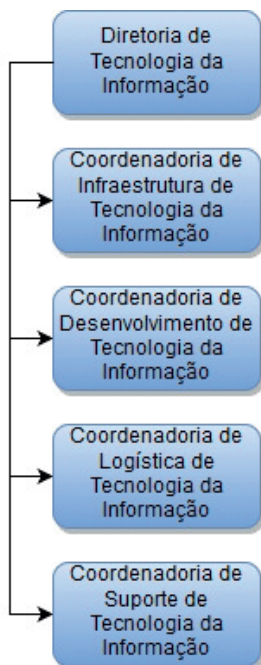 Diretoria de
Tecnologia da
Informação
Coordenadoria de
Infraestrutura de
Tecnologia da
Informação
Coordenadoria de
Desenvolvimento de
Tecnologia da
Informação
Coordenadoria de
Logística de
Tecnologia da
Informação
Coordenadoria de
Suporte de
Tecnologia da
Informação